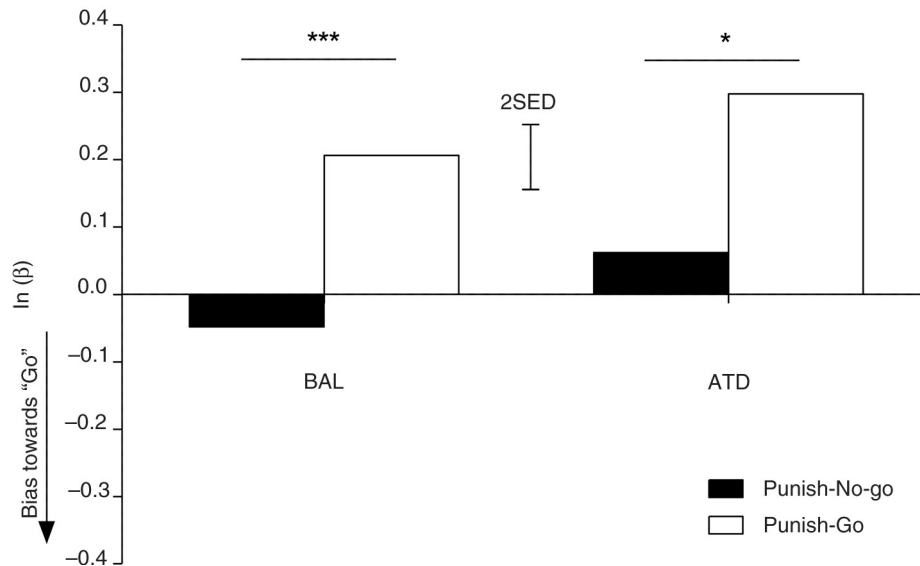 0.4
0.3
0.2
0.1
0.0
–0.1
–0.2
–0.3
–0.4
ln (β)
Bias towards “Go”
***
*
2SED
BAL
ATD
Punish-No-go
Punish-Go